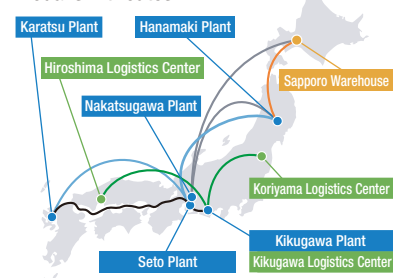 Karatsu Plant
Hanamaki Plant
Hiroshima Logistics Center
Sapporo Warehouse
Nakatsugawa Plant
Koriyama Logistics Center
Seto Plant
Kikugawa Plant
Kikugawa Logistics Center